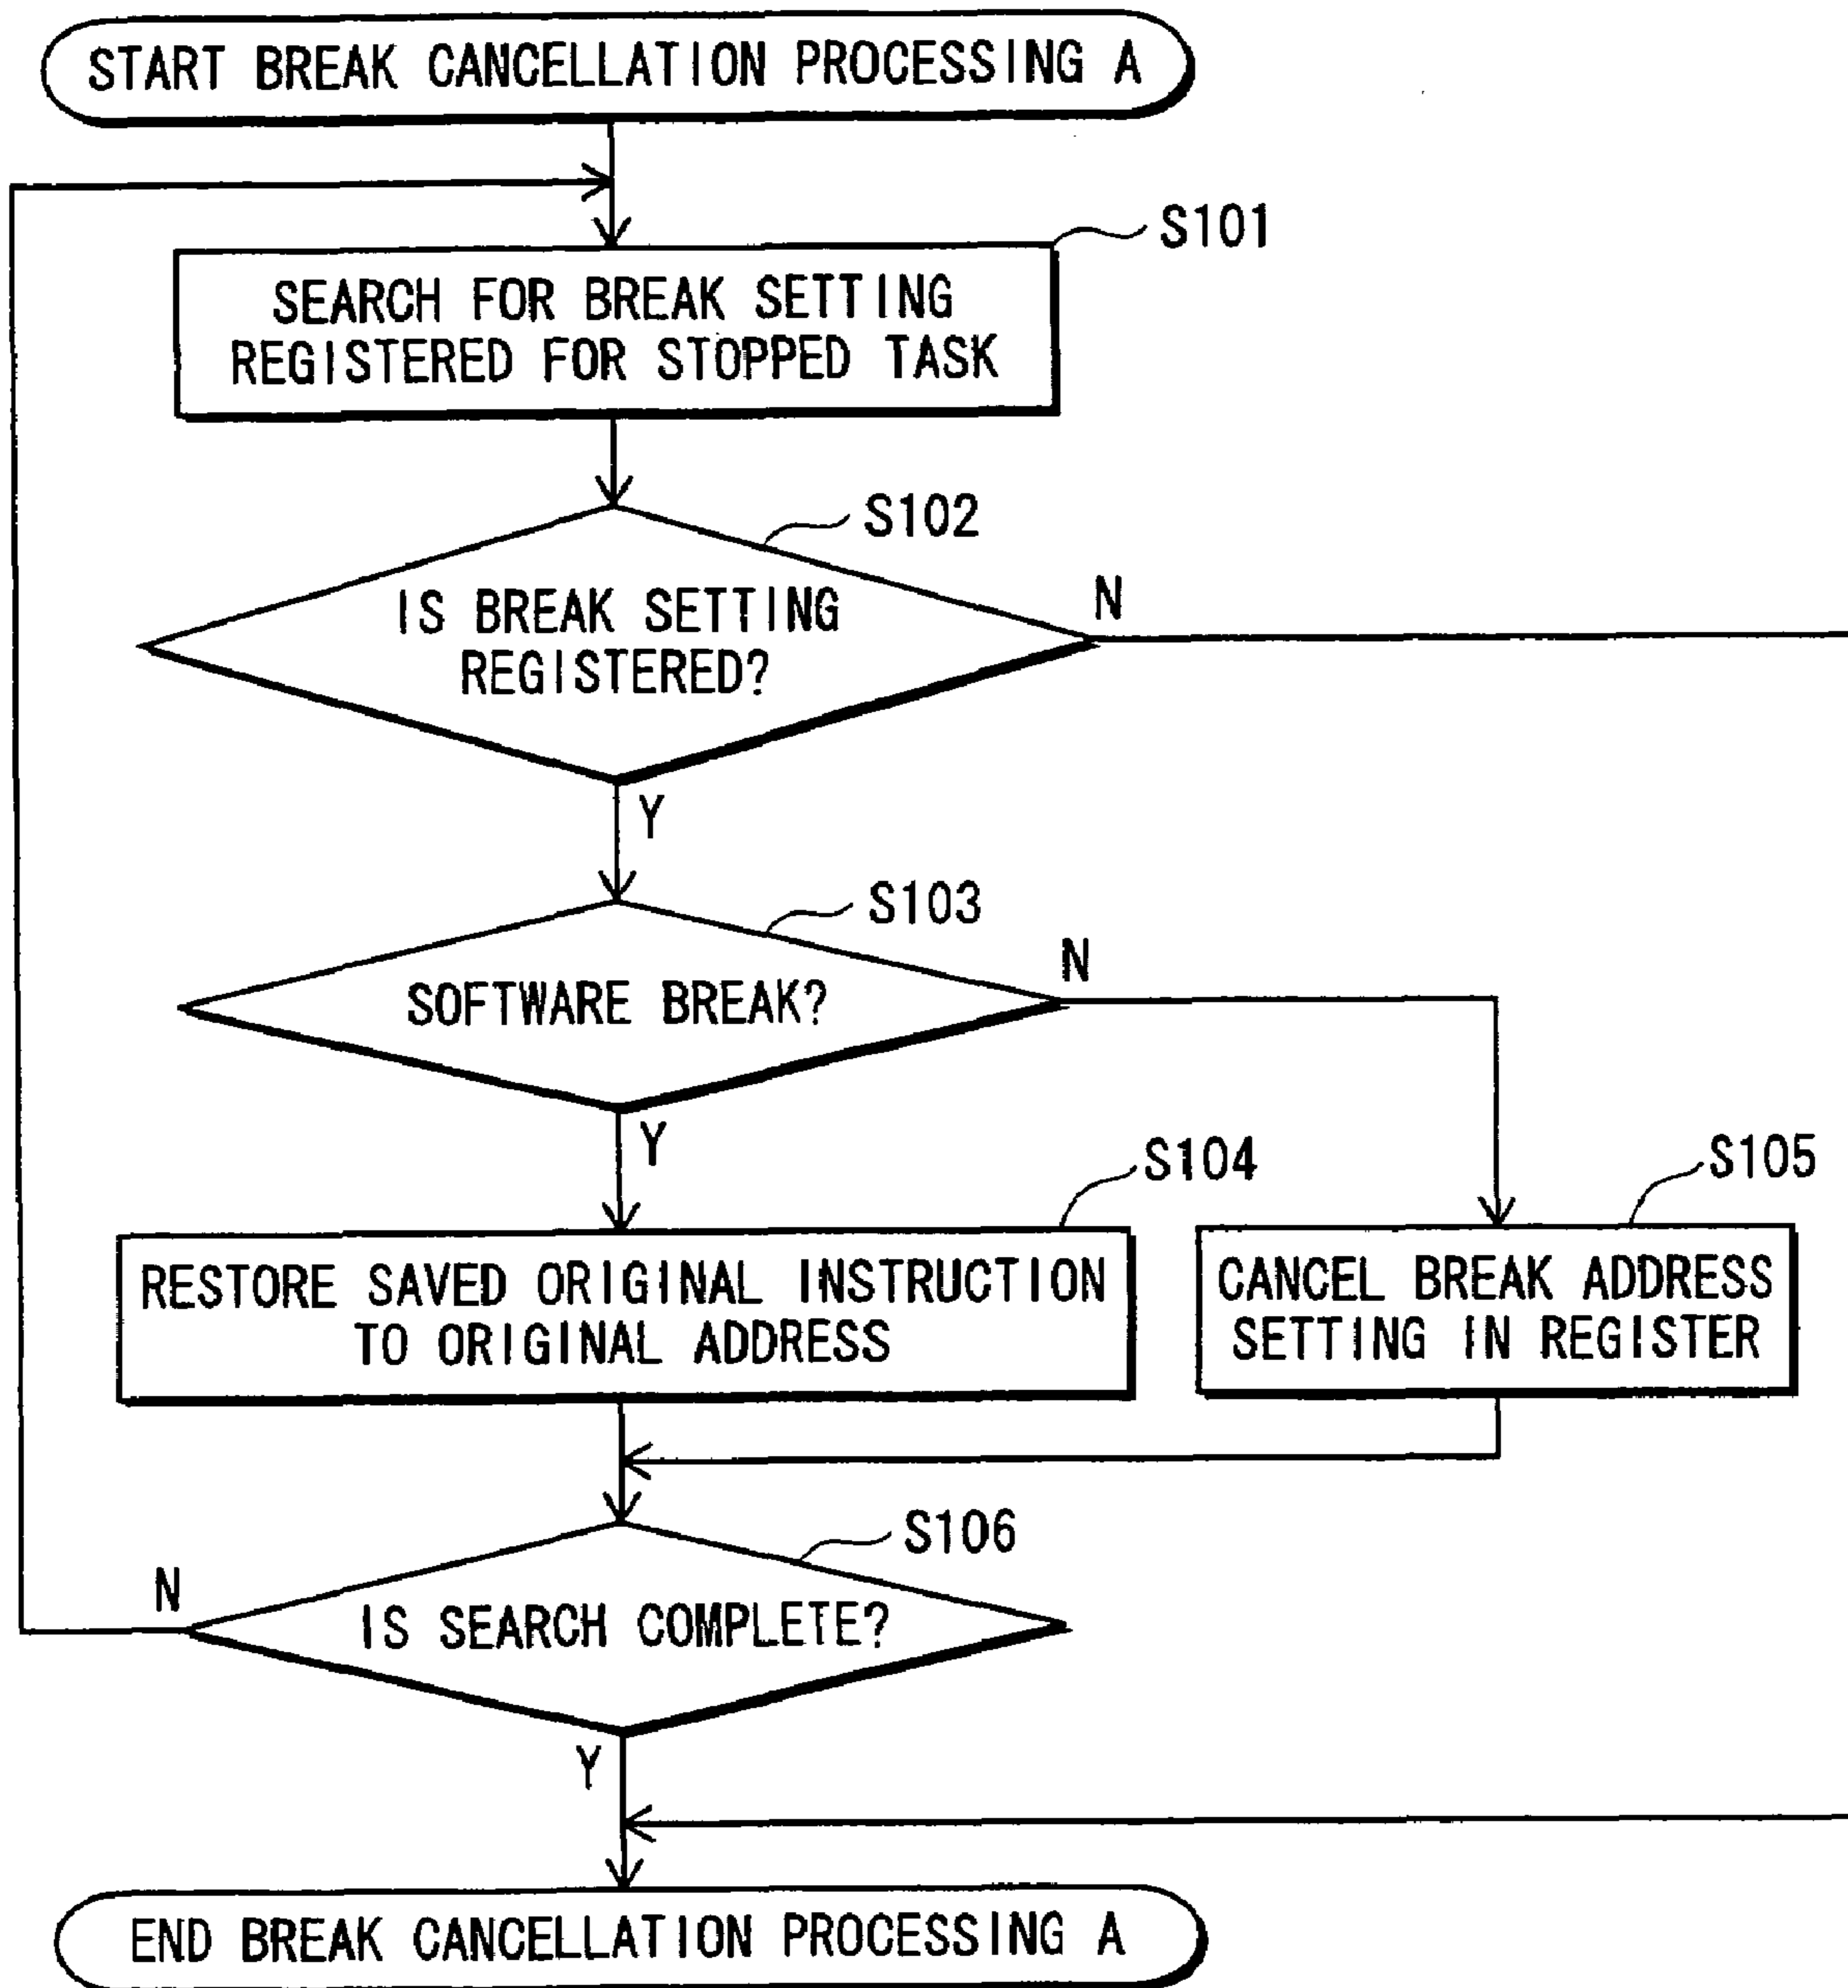 START BREAK CANCELLATION PROCESSING A
S101
SEARCH FOR BREAK SETTING
REGISTERED FOR STOPPED TASK
S102
IS BREAK SETTING
REGISTERED?
N
Y
S103
SOFTWARE BREAK?
N
Y
S104
RESTORE SAVED ORIGINAL INSTRUCTION
TO ORIGINAL ADDRESS
S105
CANCEL BREAK ADDRESS
SETTING IN REGISTER
S106
N
IS SEARCH COMPLETE?
Y
END BREAK CANCELLATION PROCESSING A